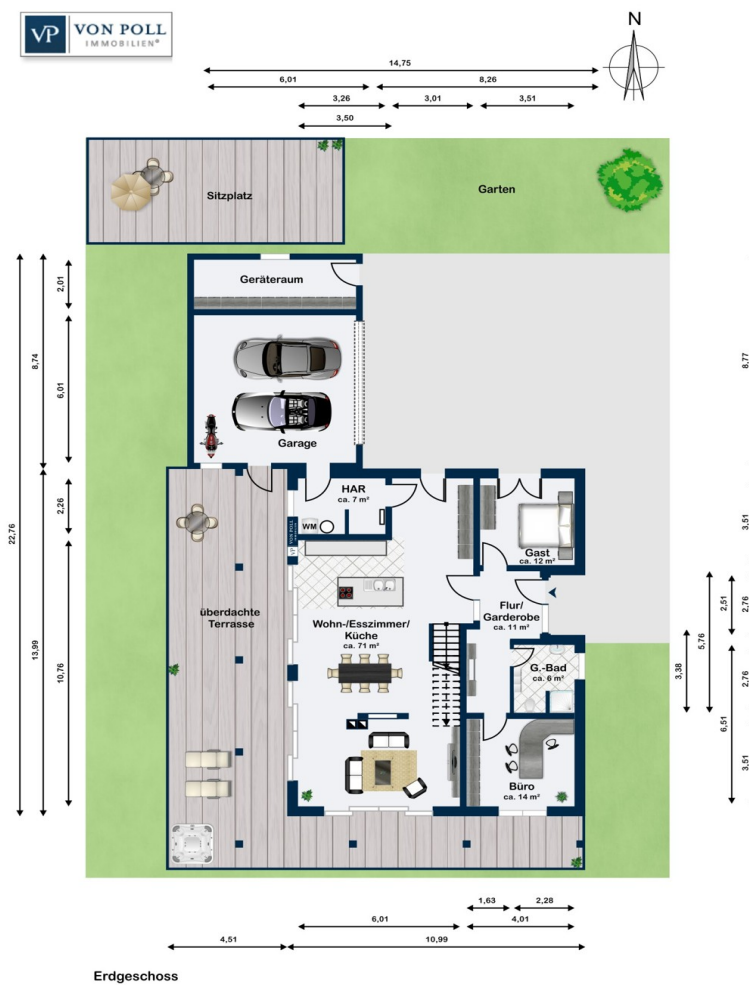 VP VON POLL
IMMOBILIEN®
N
14,75
6,01
8,26
3,26
3,01
3,51
3,50
Sitzplatz
Garten
Geräteraum
2,01
8,74
8,77
6,01
Garage
HAR
ca. 7 m²
WM
VP VON POLL
2,26
3,51
22,76
Gast
ca. 12 m²
überdachte
Terrasse
Wohn-/Esszimmer/
Küche
ca. 71 m²
Flur/
Garderobe
ca. 11 m²
2,51
2,76
5,76
13,99
10,76
G.-Bad
ca. 6 m²
3,38
2,76
6,51
Büro
ca. 14 m²
3,51
1,63
2,28
6,01
4,01
4,51
10,99
Erdgeschoss